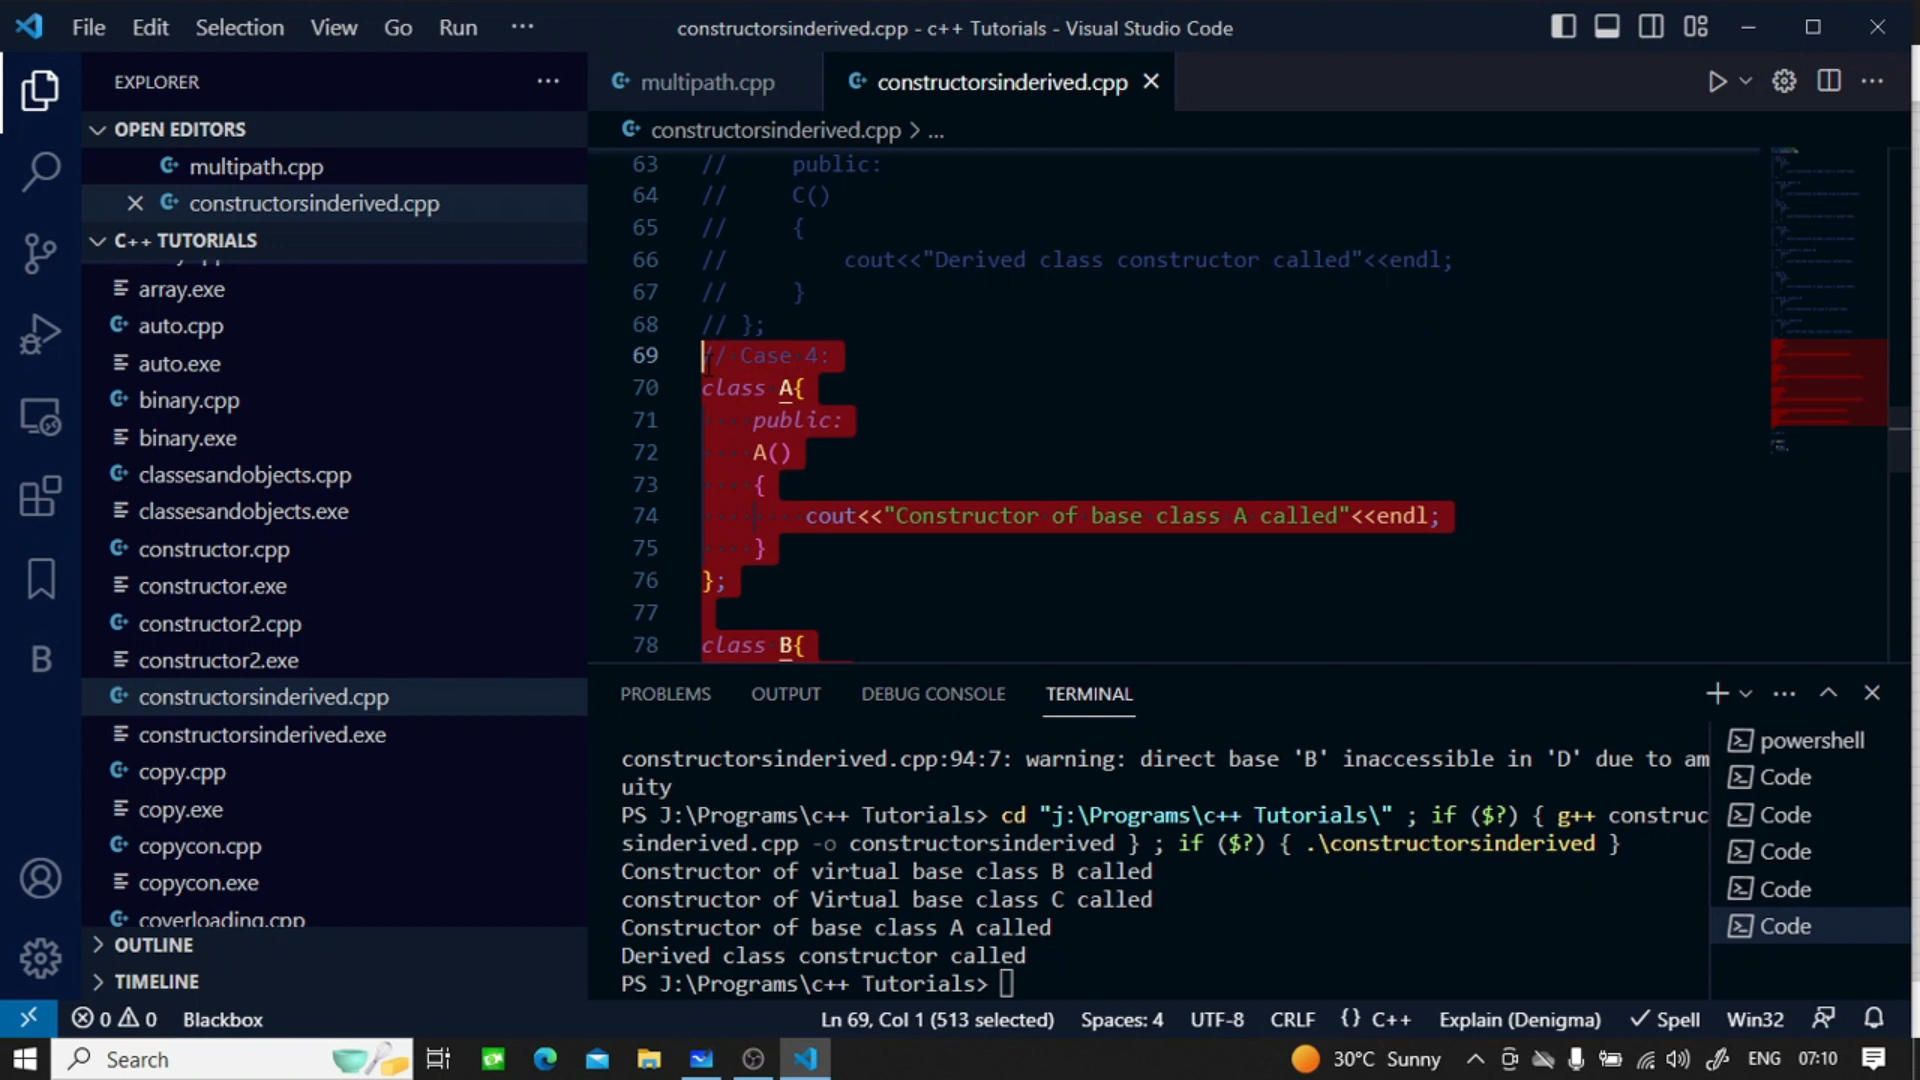 File Edit Selection View Go Run ···
constructorsinderived.cpp - c++ Tutorials - Visual Studio Code
EXPLORER ···
OPEN EDITORS
multipath.cpp
constructorsinderived.cpp
C++ TUTORIALS
array.exe
auto.cpp
auto.exe
binary.cpp
binary.exe
classesandobjects.cpp
classesandobjects.exe
constructor.cpp
constructor.exe
constructor2.cpp
constructor2.exe
constructorsinderived.cpp
constructorsinderived.exe
copy.cpp
copy.exe
copycon.cpp
copycon.exe
coverloading.cpp
OUTLINE
TIMELINE
multipath.cpp
constructorsinderived.cpp
constructorsinderived.cpp > ...
63 // public:
64 // C()
65 // {
66 // cout<<"Derived class constructor called"<<endl;
67 // }
68 // };
69 // Case 4:
70 class A{
71 public:
72 A()
73 {
74 cout<<"Constructor of base class A called"<<endl;
75 }
76 };
77
78 class B{
PROBLEMS OUTPUT DEBUG CONSOLE TERMINAL
constructorsinderived.cpp:94:7: warning: direct base 'B' inaccessible in 'D' due to am
uity
PS J:\Programs\c++ Tutorials> cd "j:\Programs\c++ Tutorials\" ; if ($?) { g++ construc
sinderived.cpp -o constructorsinderived } ; if ($?) { .\constructorsinderived }
Constructor of virtual base class B called
constructor of Virtual base class C called
Constructor of base class A called
Derived class constructor called
PS J:\Programs\c++ Tutorials>
powershell
Code
Code
Code
Code
Code
0 0 Blackbox
Ln 69, Col 1 (513 selected) Spaces: 4 UTF-8 CRLF {} C++ Explain (Denigma) Spell Win32
Search
30°C Sunny ENG 07:10